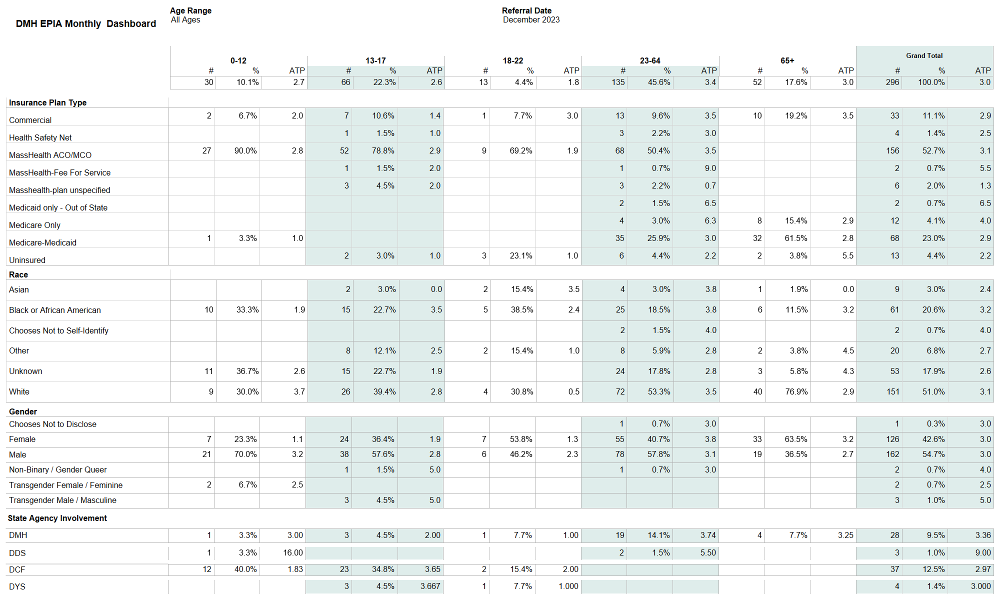 Age Range
All Ages
Referral Date
December 2023
DMH EPIA Monthly  Dashboard
0-12 13-17 18-22 23-64 65+ Grand Total
# % ATP # % ATP # % ATP # % ATP # % ATP # % ATP
30 10.1% 2.7 66 22.3% 2.6 13 4.4% 1.8 135 45.6% 3.4 52 17.6% 3.0 296 100.0% 3.0
Insurance Plan Type
Commercial 2 6.7% 2.0 7 10.6% 1.4 1 7.7% 3.0 13 9.6% 3.5 10 19.2% 3.5 33 11.1% 2.9
Health Safety Net 1 1.5% 1.0 3 2.2% 3.0 4 1.4% 2.5
MassHealth ACO/MCO 27 90.0% 2.8 52 78.8% 2.9 9 69.2% 1.9 68 50.4% 3.5 156 52.7% 3.1
MassHealth-Fee For Service 1 1.5% 2.0 1 0.7% 9.0 2 0.7% 5.5
Masshealth-plan unspecified 3 4.5% 2.0 3 2.2% 0.7 6 2.0% 1.3
Medicaid only - Out of State 2 1.5% 6.5 2 0.7% 6.5
Medicare Only 4 3.0% 6.3 8 15.4% 2.9 12 4.1% 4.0
Medicare-Medicaid 1 3.3% 1.0 35 25.9% 3.0 32 61.5% 2.8 68 23.0% 2.9
Uninsured 2 3.0% 1.0 3 23.1% 1.0 6 4.4% 2.2 2 3.8% 5.5 13 4.4% 2.2
Race
Asian 2 3.0% 0.0 2 15.4% 3.5 4 3.0% 3.8 1 1.9% 0.0 9 3.0% 2.4
Black or African American 10 33.3% 1.9 15 22.7% 3.5 5 38.5% 2.4 25 18.5% 3.8 6 11.5% 3.2 61 20.6% 3.2
Chooses Not to Self-Identify 2 1.5% 4.0 2 0.7% 4.0
Other 8 12.1% 2.5 2 15.4% 1.0 8 5.9% 2.8 2 3.8% 4.5 20 6.8% 2.7
Unknown 11 36.7% 2.6 15 22.7% 1.9 24 17.8% 2.8 3 5.8% 4.3 53 17.9% 2.6
White 9 30.0% 3.7 26 39.4% 2.8 4 30.8% 0.5 72 53.3% 3.5 40 76.9% 2.9 151 51.0% 3.1
Gender
Chooses Not to Disclose 1 0.7% 3.0 1 0.3% 3.0
Female 7 23.3% 1.1 24 36.4% 1.9 7 53.8% 1.3 55 40.7% 3.8 33 63.5% 3.2 126 42.6% 3.0
Male 21 70.0% 3.2 38 57.6% 2.8 6 46.2% 2.3 78 57.8% 3.1 19 36.5% 2.7 162 54.7% 3.0
Non-Binary / Gender Queer 1 1.5% 5.0 1 0.7% 3.0 2 0.7% 4.0
Transgender Female / Feminine 2 6.7% 2.5 2 0.7% 2.5
Transgender Male / Masculine 3 4.5% 5.0 3 1.0% 5.0
State Agency Involvement
DMH 1 3.3% 3.00 3 4.5% 2.00 1 7.7% 1.00 19 14.1% 3.74 4 7.7% 3.25 28 9.5% 3.36
DDS 1 3.3% 16.00 2 1.5% 5.50 3 1.0% 9.00
DCF 12 40.0% 1.83 23 34.8% 3.65 2 15.4% 2.00 37 12.5% 2.97
DYS 3 4.5% 3.667 1 7.7% 1.000 4 1.4% 3.000